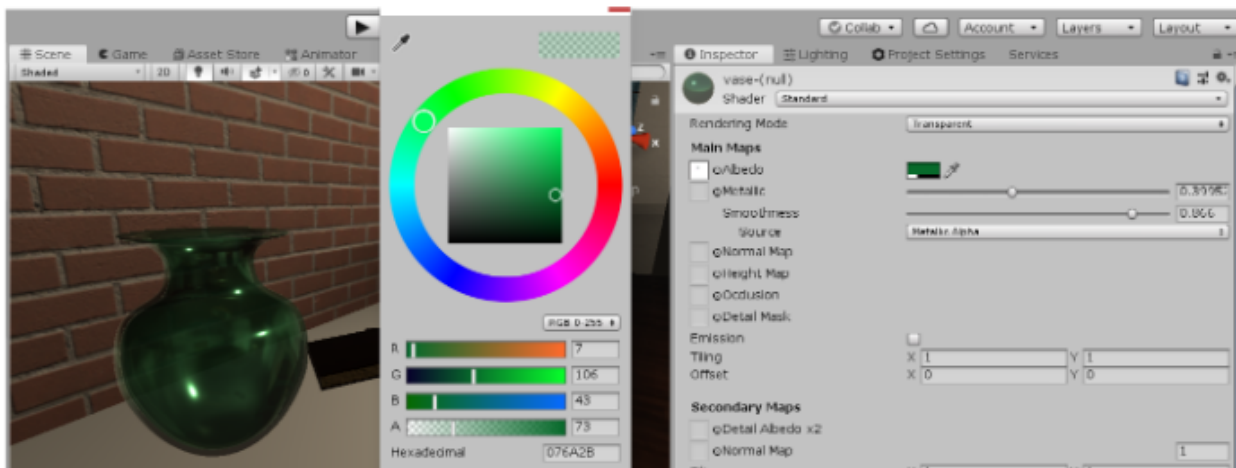 Collab
Account
Layers
Layout
Scene
Game
Asset Store
Animator
Shaded
2D
0
Inspector
Lighting
Project Settings
Services
vase-(null)
Shader Standard
Rendering Mode Transparent
Main Maps
Albedo
Metallic
Smoothness 0.866
Source Metallic Alpha
Normal Map
Height Map
Occlusion
Detail Mask
Emission
Tiling X 1 Y 1
Offset X 0 Y 0
Secondary Maps
Detail Albedo x2
Normal Map 1
RGB 0-255
R 7
G 106
B 43
A 73
Hexadecimal 076A2B